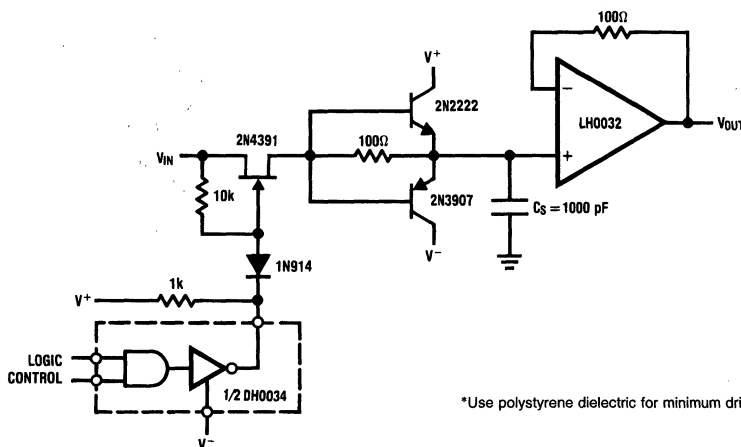 100Ω
V+
2N2222
LH0032
−
+
VOUT
2N4391
VIN
100Ω
10k
2N3907
CS = 1000 pF
V−
1N914
1k
V+
LOGIC
CONTROL
1/2 DH0034
V−
*Use polystyrene dielectric for minimum